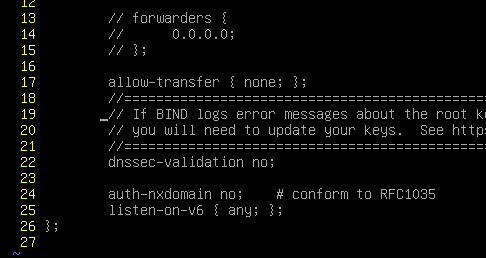 12
13 // forwarders {
14 // 0.0.0.0;
15 // };
16
17 allow-transfer { none; };
18 //================================================
19 _// If BIND logs error messages about the root
20 // you will need to update your keys. See
21 //================================================
22 dnssec-validation no;
23
24 auth-nxdomain no; # conform to RFC1035
25 listen-on-v6 { any; };
26 };
27
~